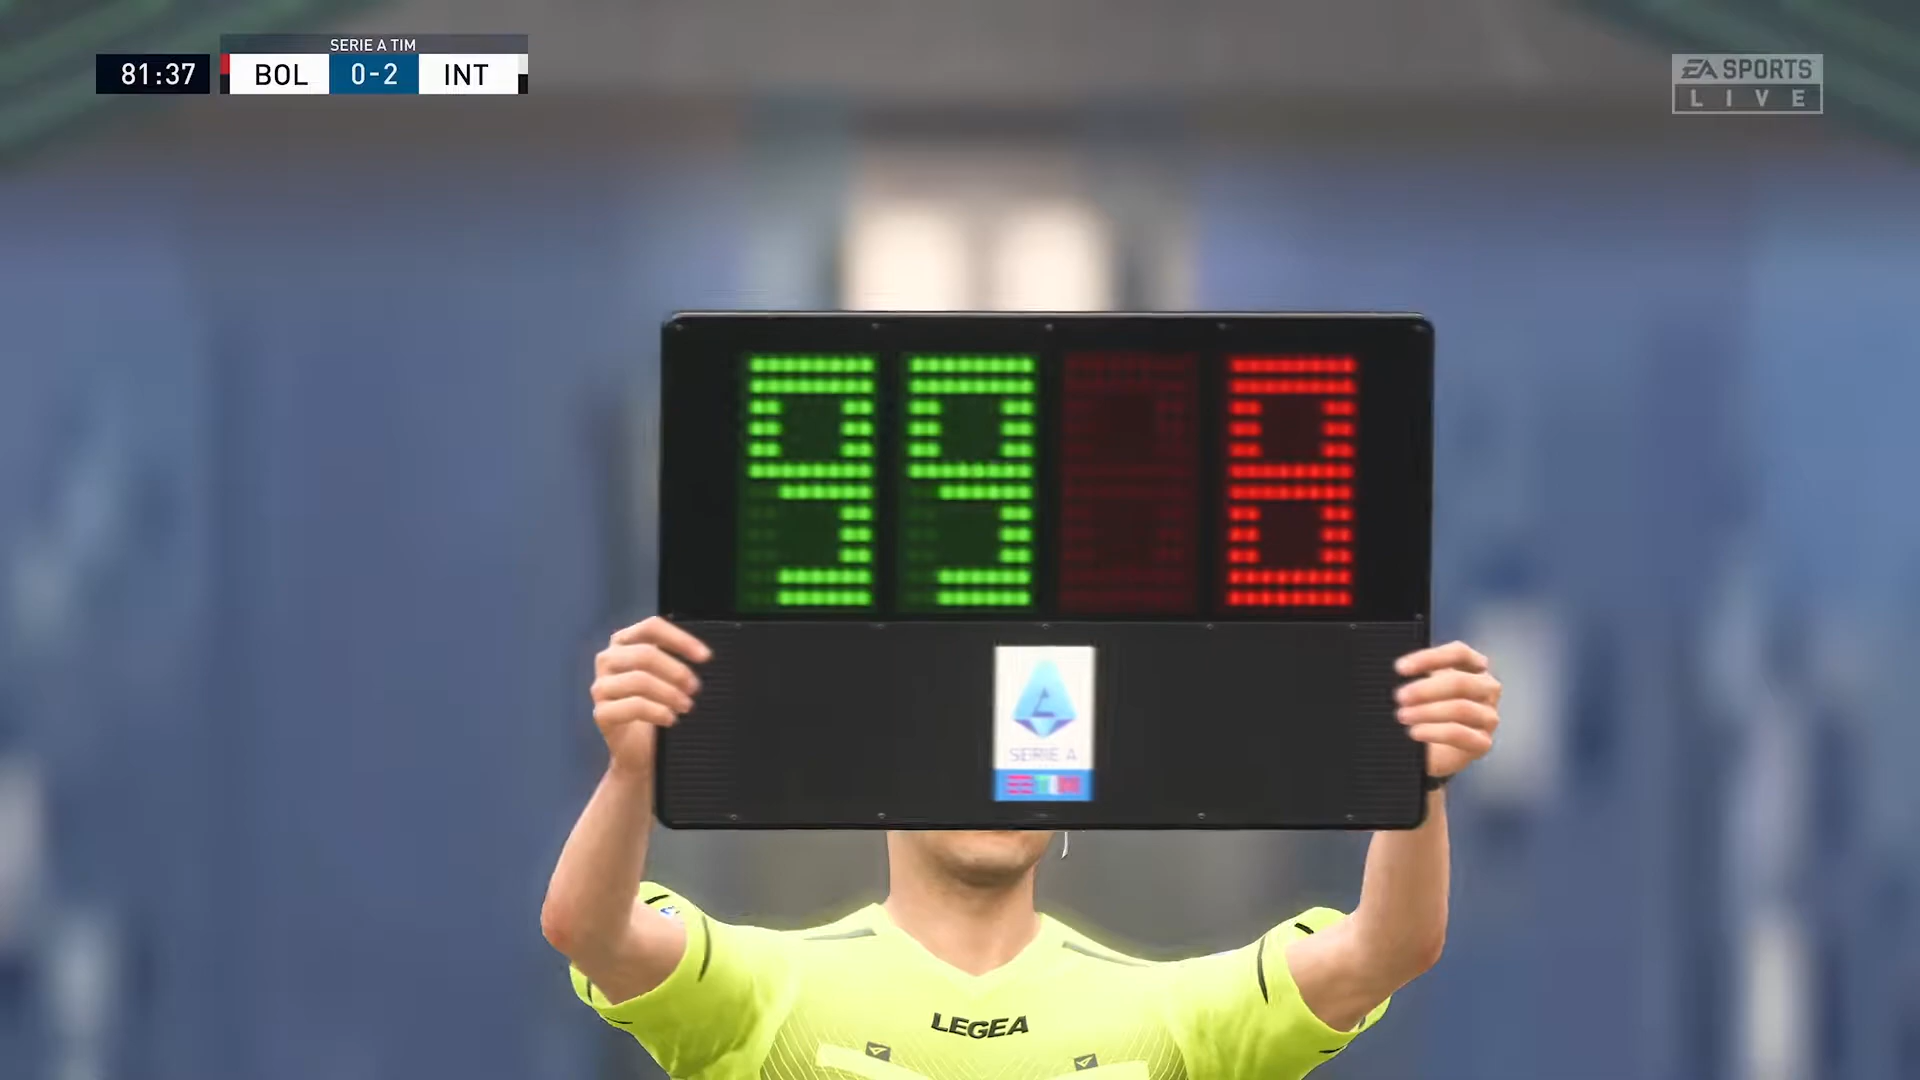 SERIE A TIM
81:37 BOL 0-2 INT
EA SPORTS
LIVE
99 8
SERIE A
LEGEA